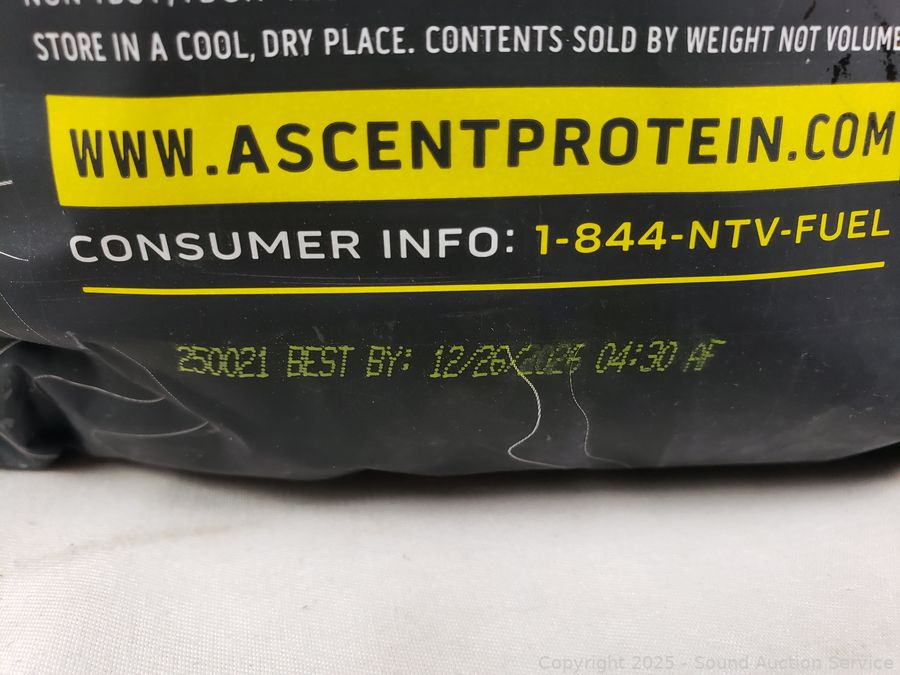 STORE IN A COOL, DRY PLACE. CONTENTS SOLD BY WEIGHT NOT VOLUME
WWW.ASCENTPROTEIN.COM
CONSUMER INFO: 1-844-NTV-FUEL
250021 BEST BY: 12/26/2026 04:30 AF
Copyright 2025 - Sound Auction Service